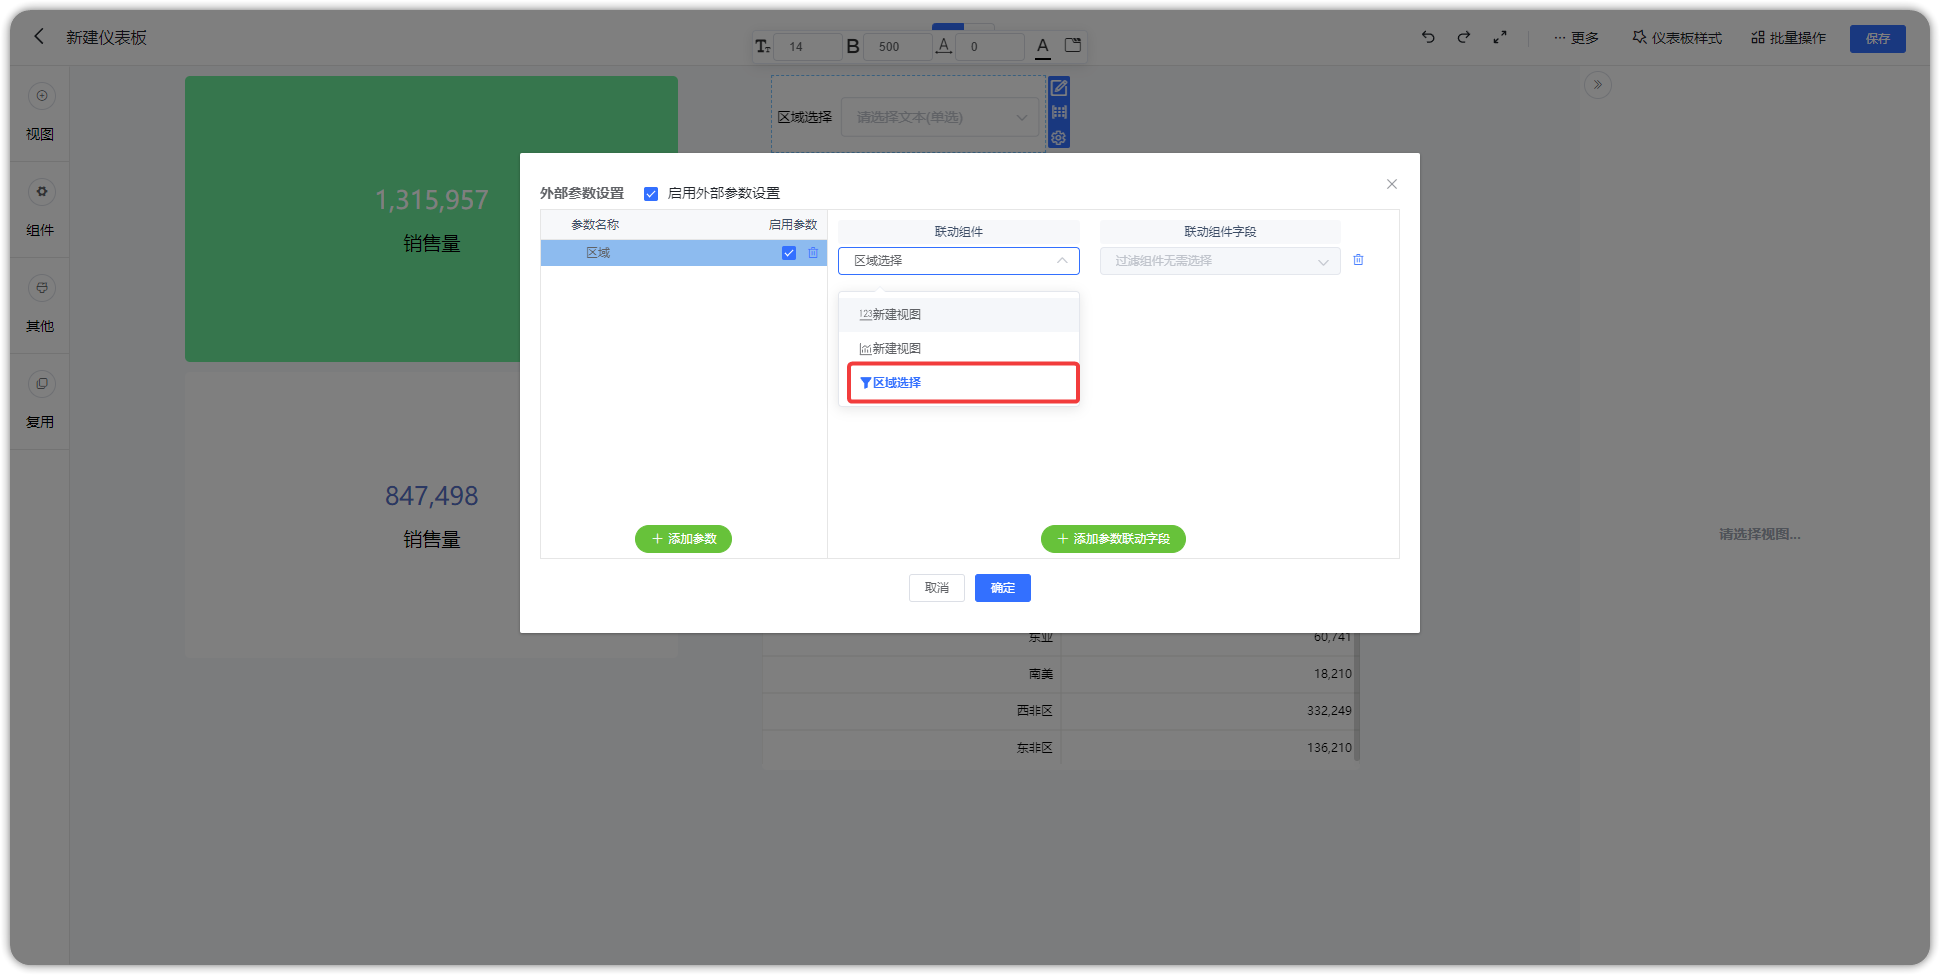 新建仪表板
14
B
500
A
0
A
更多
仪表板样式
批量操作
保存
视图
组件
其他
复用
1,315,957
销售量
847,498
销售量
区域选择
请选择文本(单选)
外部参数设置
启用外部参数设置
参数名称
启用参数
区域
联动组件
联动组件字段
区域选择
过滤组件无需选择
123新建视图
新建视图
区域选择
添加参数
添加参数联动字段
取消
确定
东亚 60,741
南美 18,210
西非区 332,249
东非区 136,210
请选择视图...